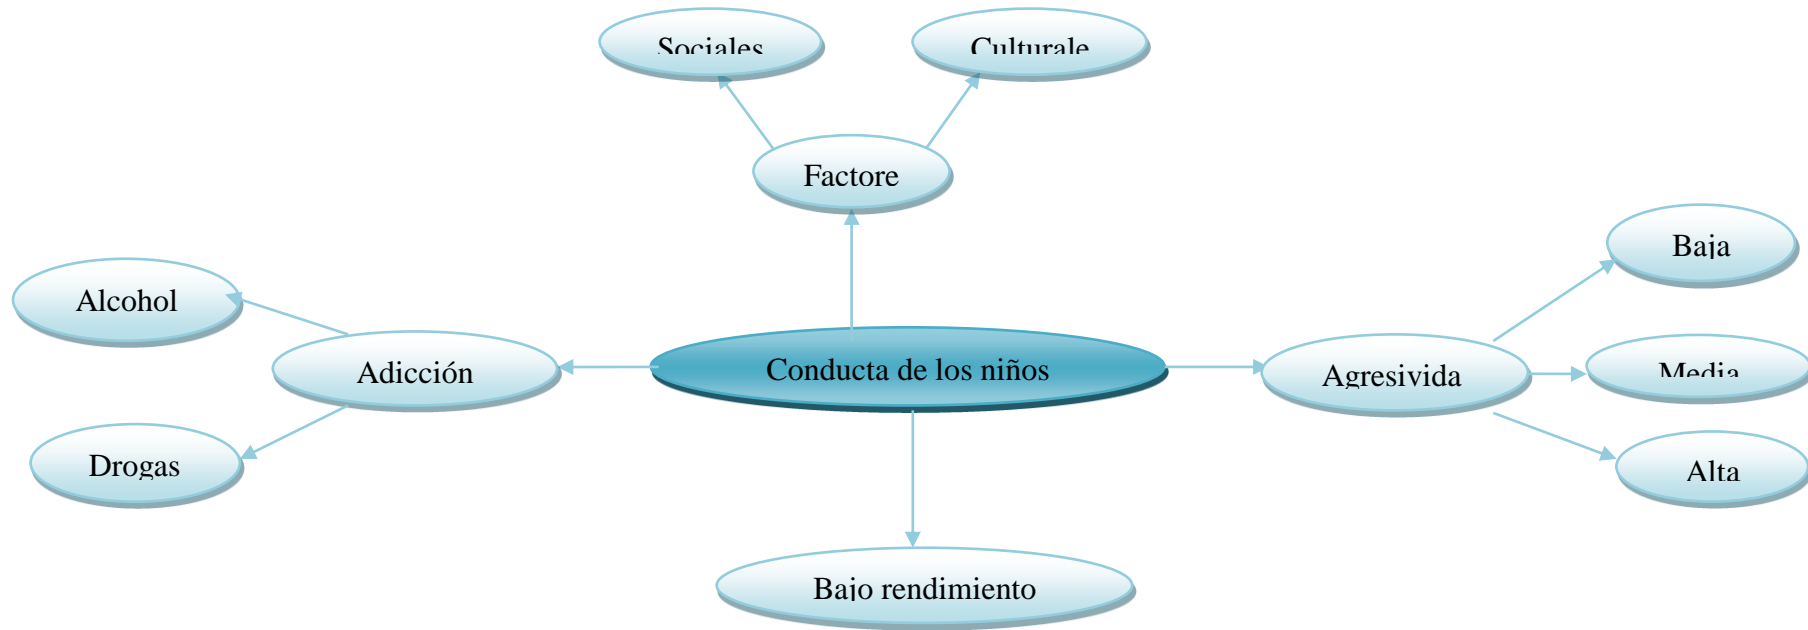 Sociales
Culturale
Factore
Baja
Alcohol
Adicción
Conducta de los niños
Agresivida
Media
Drogas
Alta
Bajo rendimiento